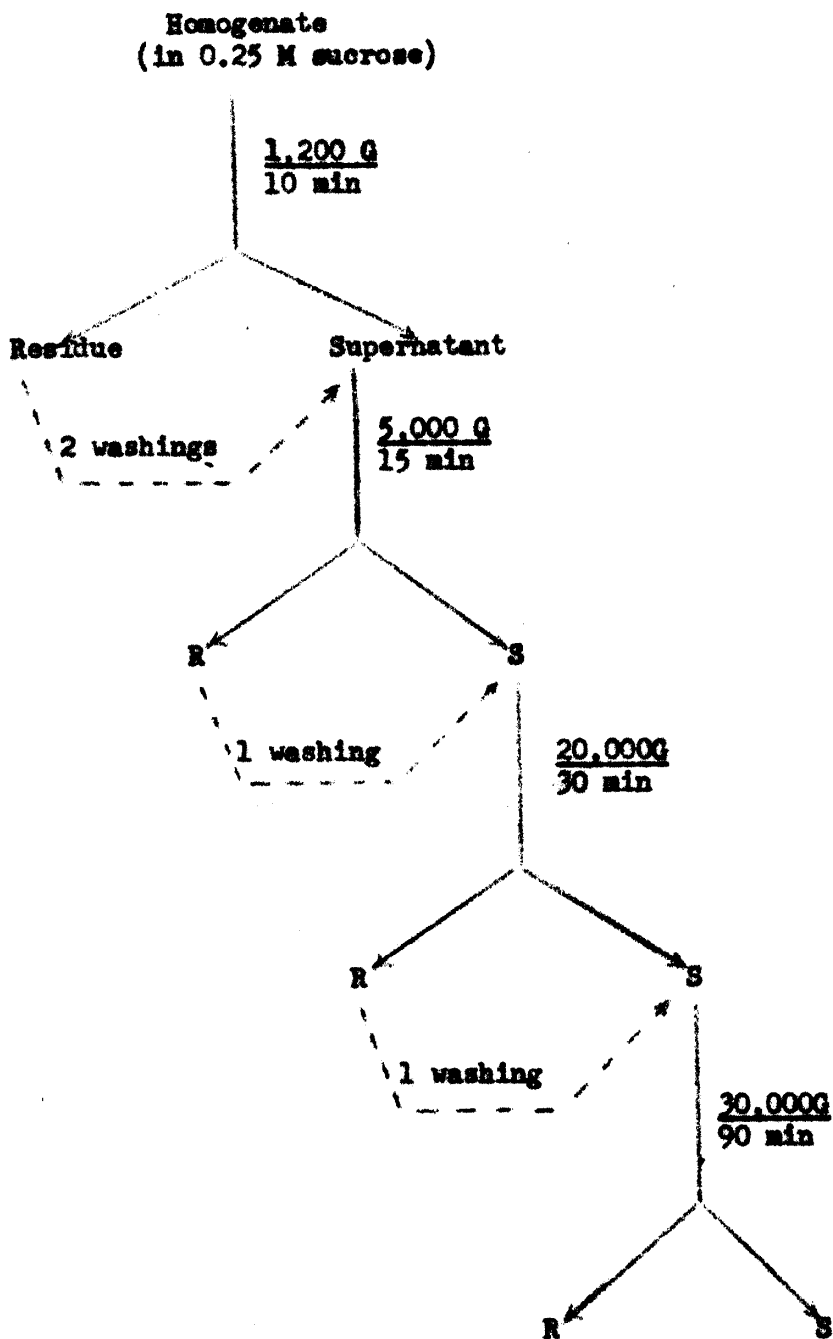 Homogenate
(in 0.25 M sucrose)
1,200 G
10 min
Residue
Supernatant
2 washings
5,000 G
15 min
R
S
1 washing
20,000G
30 min
R
S
1 washing
30,000G
90 min
R
S